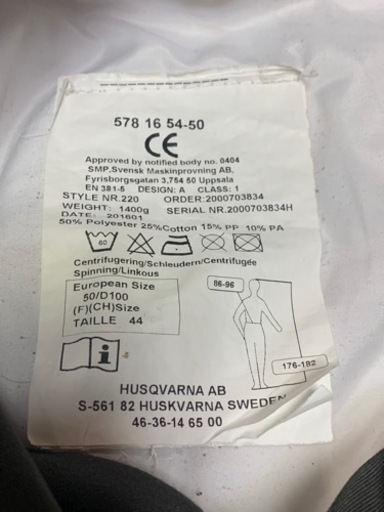 578 16 54-50
CE
Approved by notified body no. 0404
SMP,Svensk Maskinprovning AB,
Fyrisborgsgatan 3,754 50 Uppsala
EN 381-5 DESIGN: A CLASS: 1
STYLE NR.220 ORDER:2000703834
WEIGHT: 1400g SERIAL NR.2000703834H
DATE: 201601
50% Polyester 25%Cotton 15% PP 10% PA
60
Centrifugering/Schleudern/Centrifugée
Spinning/Linkous
European Size
50/D100
(F)(CH)Size
TAILLE 44
86-96
176-182
i
HUSQVARNA AB
S-561 82 HUSKVARNA SWEDEN
46-36-14 65 00